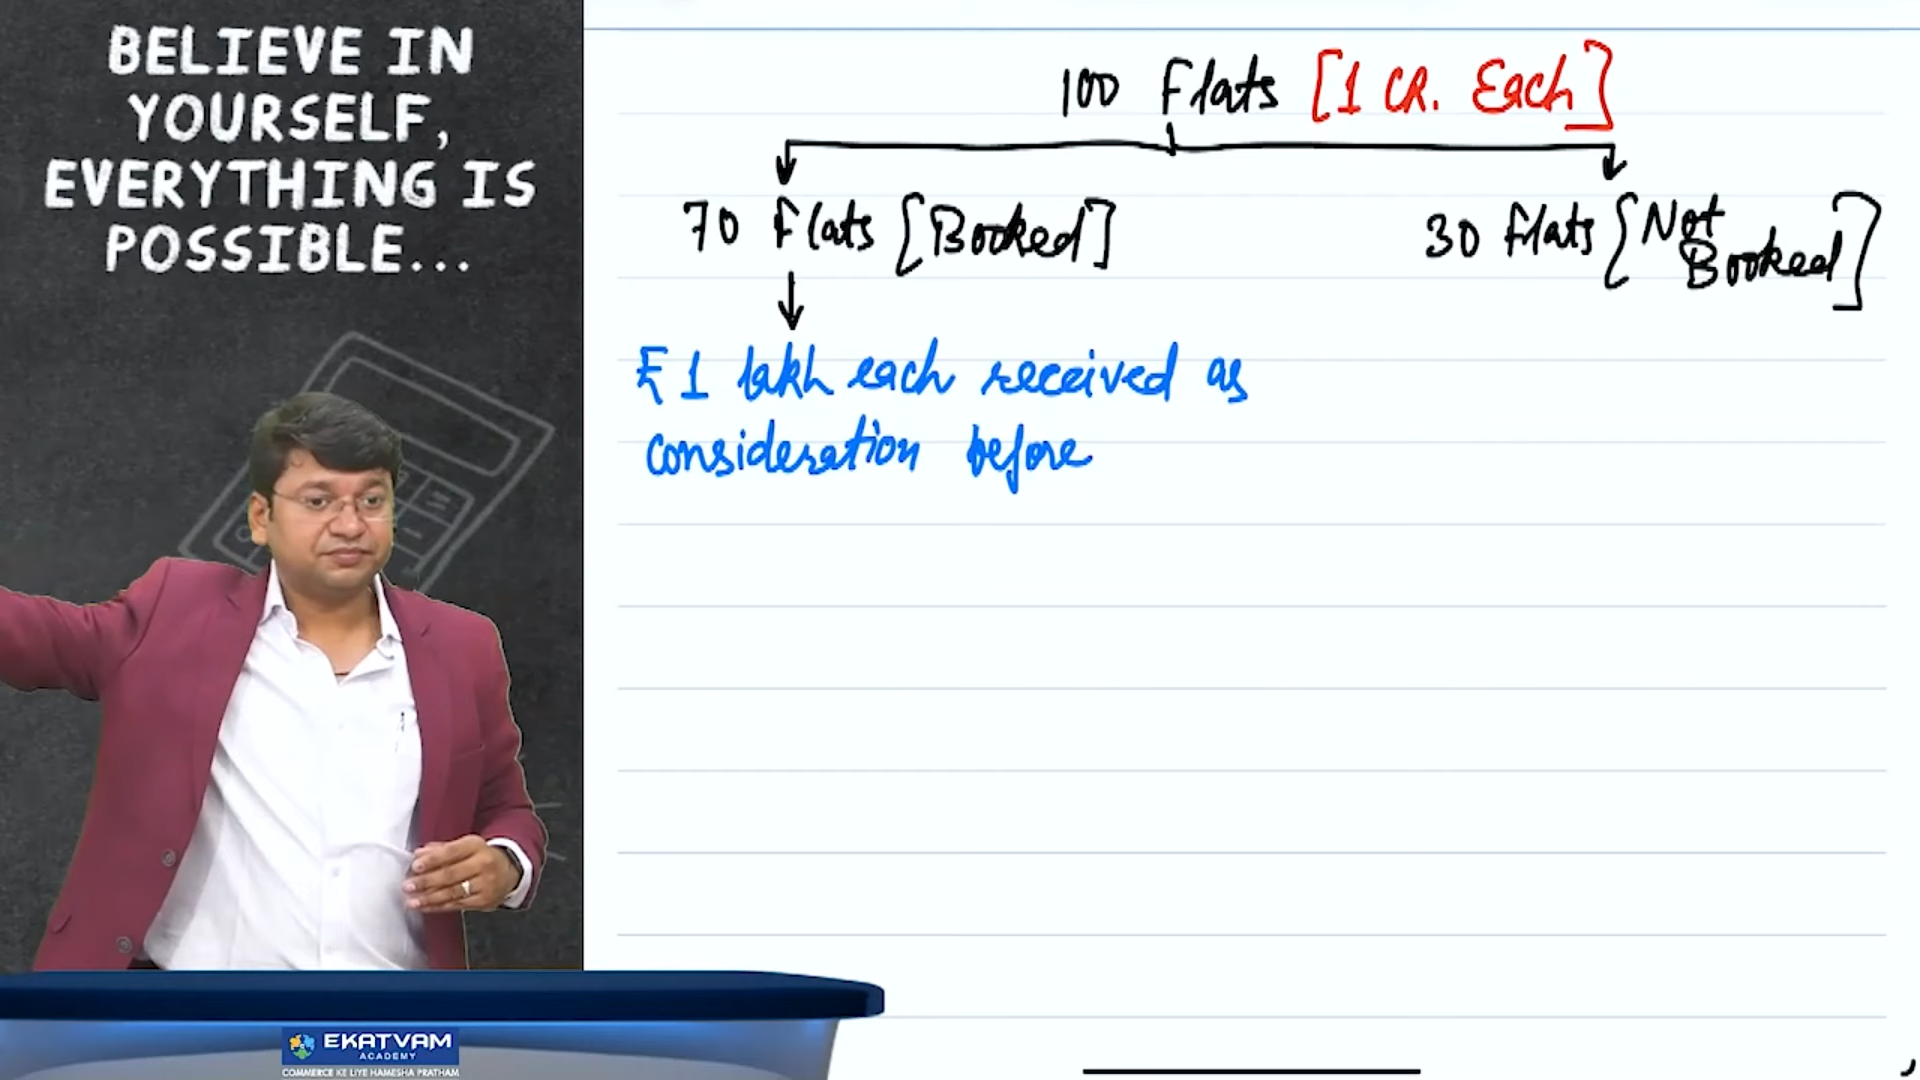 BELIEVE IN
YOURSELF,
EVERYTHING IS
POSSIBLE...
100 Flats [1 CR. Each]
70 Flats [Booked]
30 Flats [Not Booked]
₹1 lakh each received as
consideration before
EKATVAM
ACADEMY
COMMERCE KE LIYE HAMESHA PRATHAM